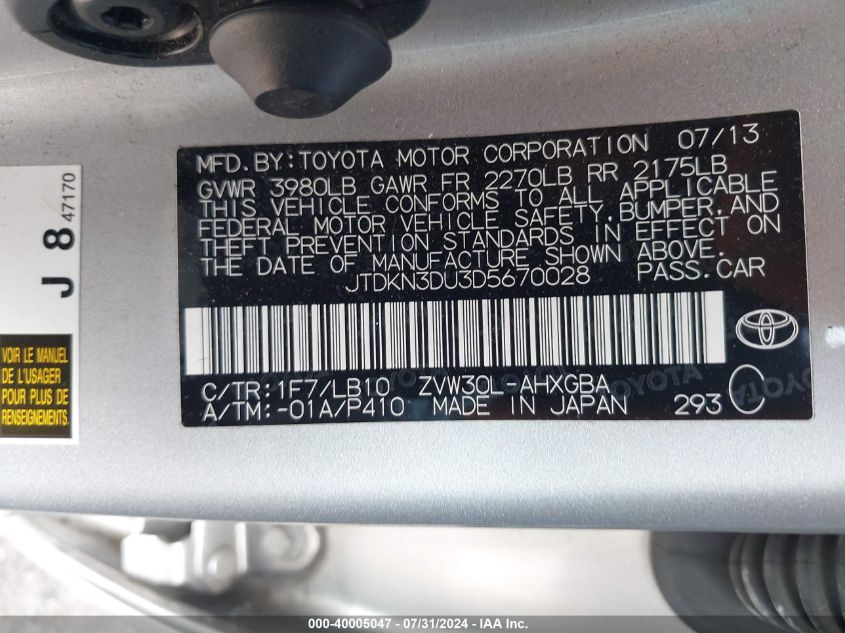 MFD. BY: TOYOTA MOTOR CORPORATION 07/13
GVWR 3980LB GAWR FR 2270LB RR 2175LB
THIS VEHICLE CONFORMS TO ALL APPLICABLE
FEDERAL MOTOR VEHICLE SAFETY, BUMPER, AND
THEFT PREVENTION STANDARDS IN EFFECT ON
THE DATE OF MANUFACTURE SHOWN ABOVE.
JTDKN3DU3D5670028 PASS. CAR
C/TR: 1F7/LB10 ZVW30L-AHXGBA
A/TM: -01A/P410 MADE IN JAPAN 293
TOYOTA
J 8 47170
VOIR LE MANUEL
DE L'USAGER
POUR PLUS DE
RENSEIGNEMENTS.
000-40005047 - 07/31/2024 - IAA Inc.